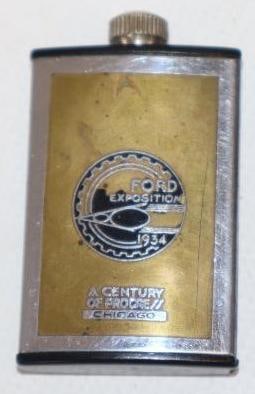 FORD
EXPOSITION
1934
A CENTURY
OF PROGRESS
CHICAGO